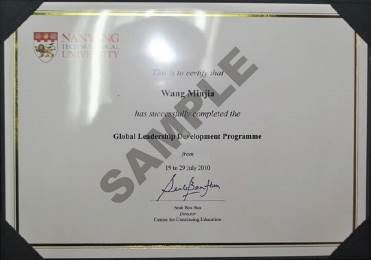 NANYANG
TECHNOLOGICAL
UNIVERSITY
This is to certify that
Wang Minjia
has successfully completed the
Global Leadership Development Programme
from
19 to 29 July 2010
Director
Centre for Continuing Education
SAMPLE